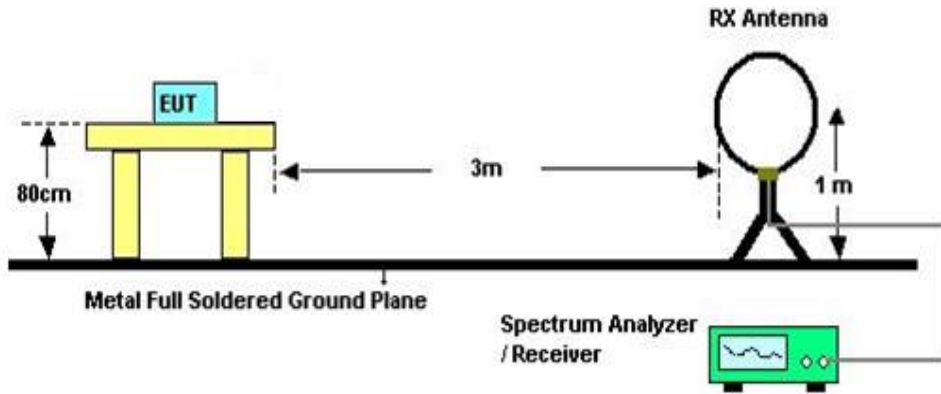 RX Antenna
EUT
80cm
3m
1 m
Metal Full Soldered Ground Plane
Spectrum Analyzer
/ Receiver